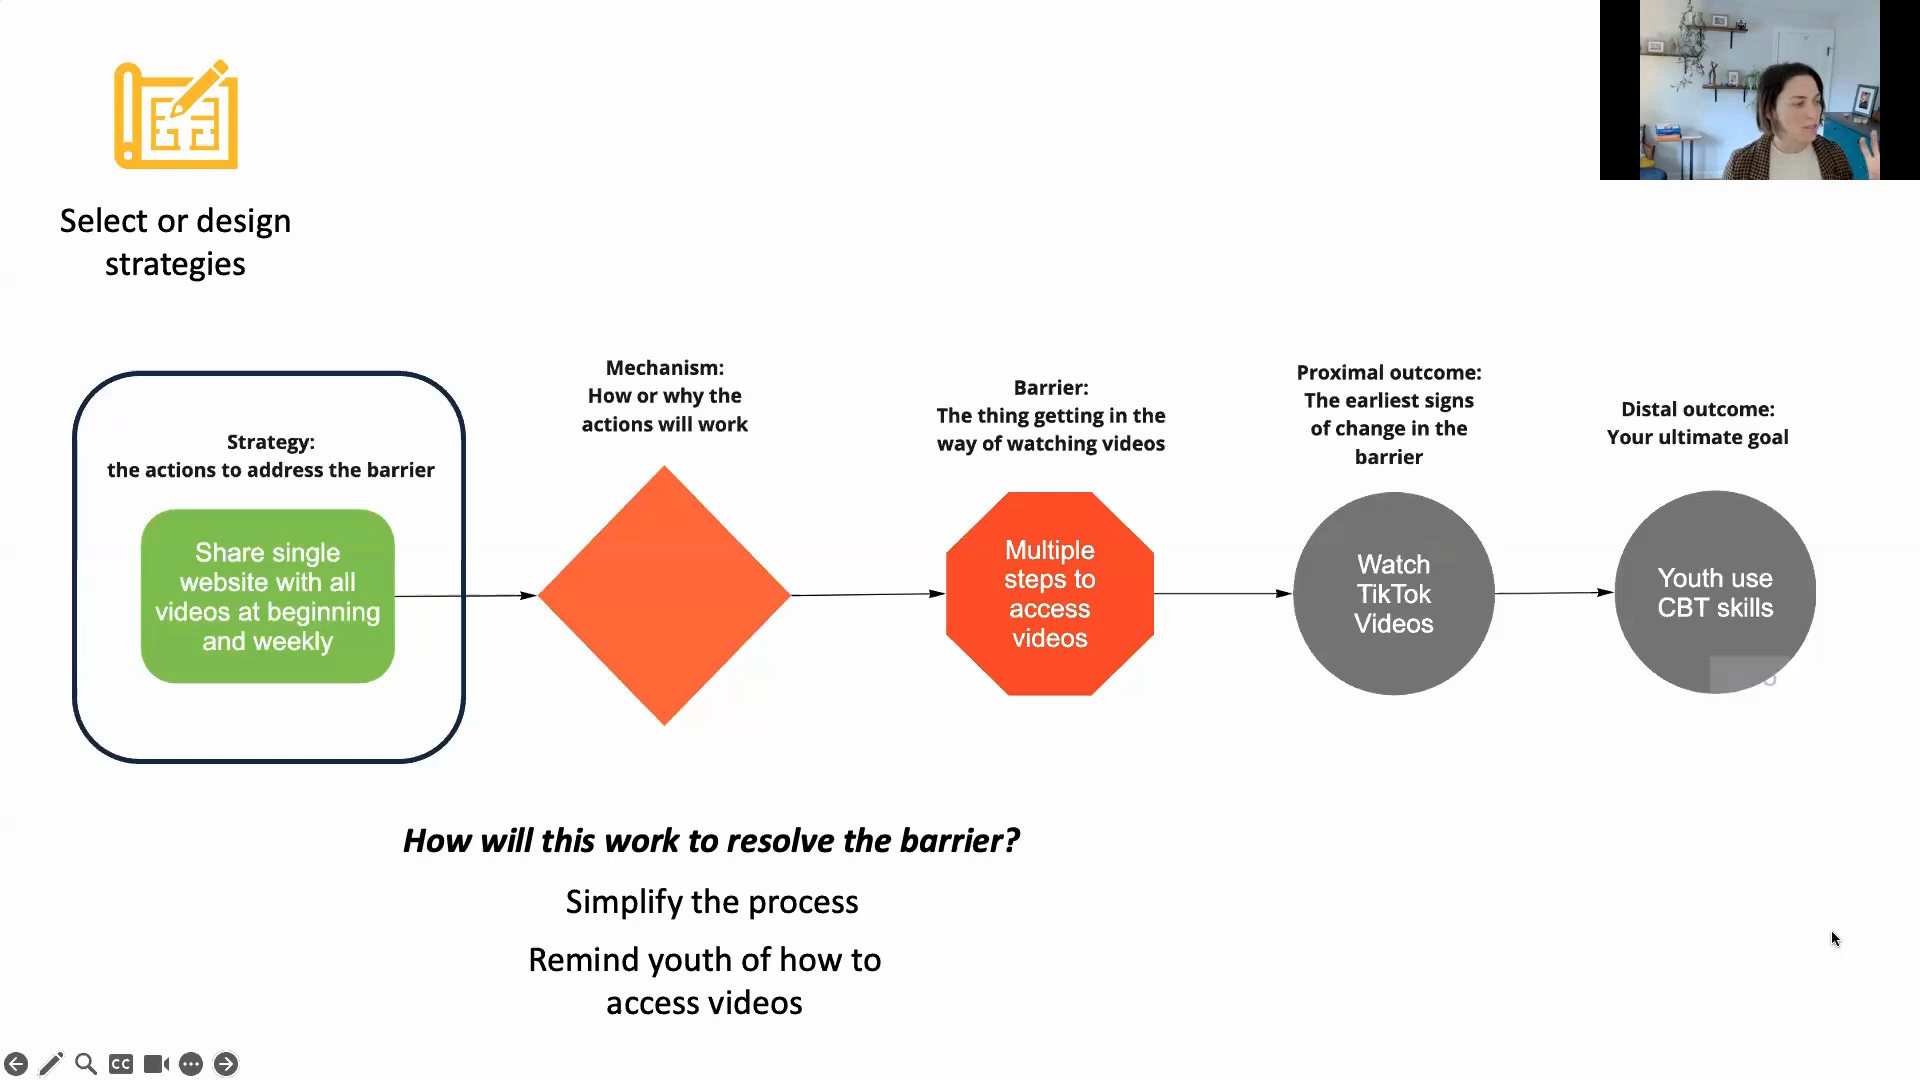 Select or design
strategies
Strategy:
the actions to address the barrier
Share single
website with all
videos at beginning
and weekly
Mechanism:
How or why the
actions will work
Barrier:
The thing getting in the
way of watching videos
Multiple
steps to
access
videos
Proximal outcome:
The earliest signs
of change in the
barrier
Watch
TikTok
Videos
Distal outcome:
Your ultimate goal
Youth use
CBT skills
How will this work to resolve the barrier?
Simplify the process
Remind youth of how to
access videos
CC